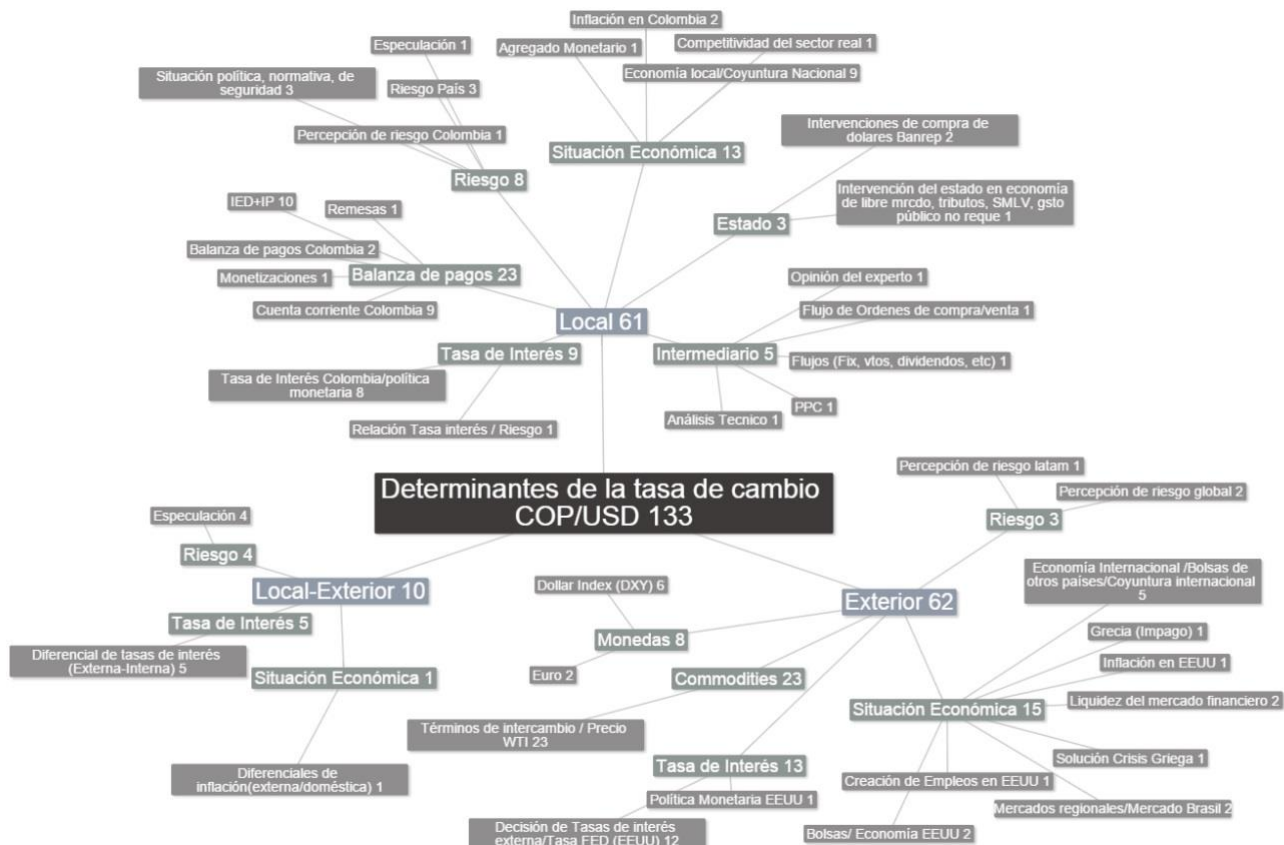 Inflación en Colombia 2
Especulación 1
Agregado Monetario 1
Competitividad del sector real 1
Situación política, normativa, de
seguridad 3
Riesgo País 3
Economía local/Coyuntura Nacional 9
Percepción de riesgo Colombia 1
Situación Económica 13
Intervenciones de compra de
dolares Banrep 2
Riesgo 8
IED+IP 10
Remesas 1
Intervención del estado en economía
de libre mrcdo, tributos, SMLV, gsto
público no reque 1
Estado 3
Balanza de pagos Colombia 2
Monetizaciones 1
Balanza de pagos 23
Opinión del experto 1
Cuenta corriente Colombia 9
Local 61
Flujo de Ordenes de compra/venta 1
Tasa de Interés 9
Intermediario 5
Flujos (Fix, vtos, dividendos, etc) 1
Tasa de Interés Colombia/política
monetaria 8
PPC 1
Análisis Tecnico 1
Relación Tasa interés / Riesgo 1
Determinantes de la tasa de cambio
COP/USD 133
Percepción de riesgo latam 1
Percepción de riesgo global 2
Riesgo 3
Especulación 4
Riesgo 4
Local-Exterior 10
Dollar Index (DXY) 6
Exterior 62
Economía Internacional /Bolsas de
otros países/Coyuntura internacional
5
Tasa de Interés 5
Monedas 8
Grecia (Impago) 1
Diferencial de tasas de interés
(Externa-Interna) 5
Situación Económica 1
Euro 2
Commodities 23
Inflación en EEUU 1
Liquidez del mercado financiero 2
Situación Económica 15
Términos de intercambio / Precio
WTI 23
Solución Crisis Griega 1
Tasa de Interés 13
Diferenciales de
inflación(externa/doméstica) 1
Creación de Empleos en EEUU 1
Política Monetaria EEUU 1
Mercados regionales/Mercado Brasil 2
Decisión de Tasas de interés
externa/Tasa FED (EEUU) 12
Bolsas/ Economía EEUU 2